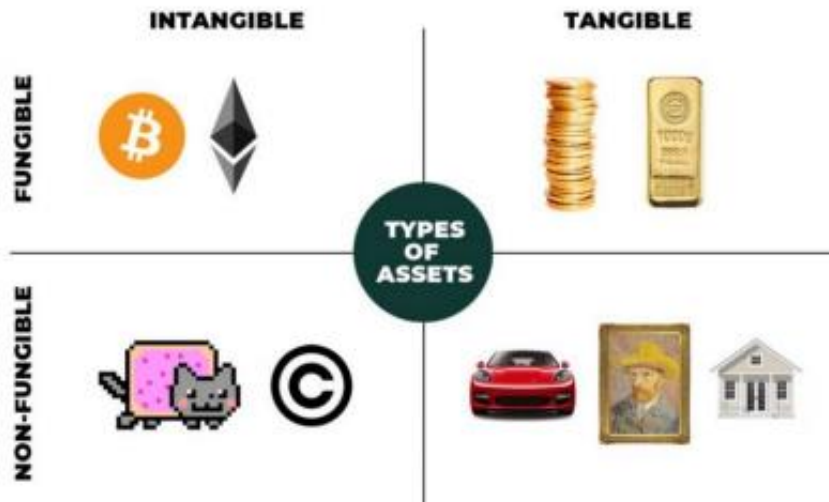 INTANGIBLE
TANGIBLE
FUNGIBLE
TYPES
OF
ASSETS
NON-FUNGIBLE
©